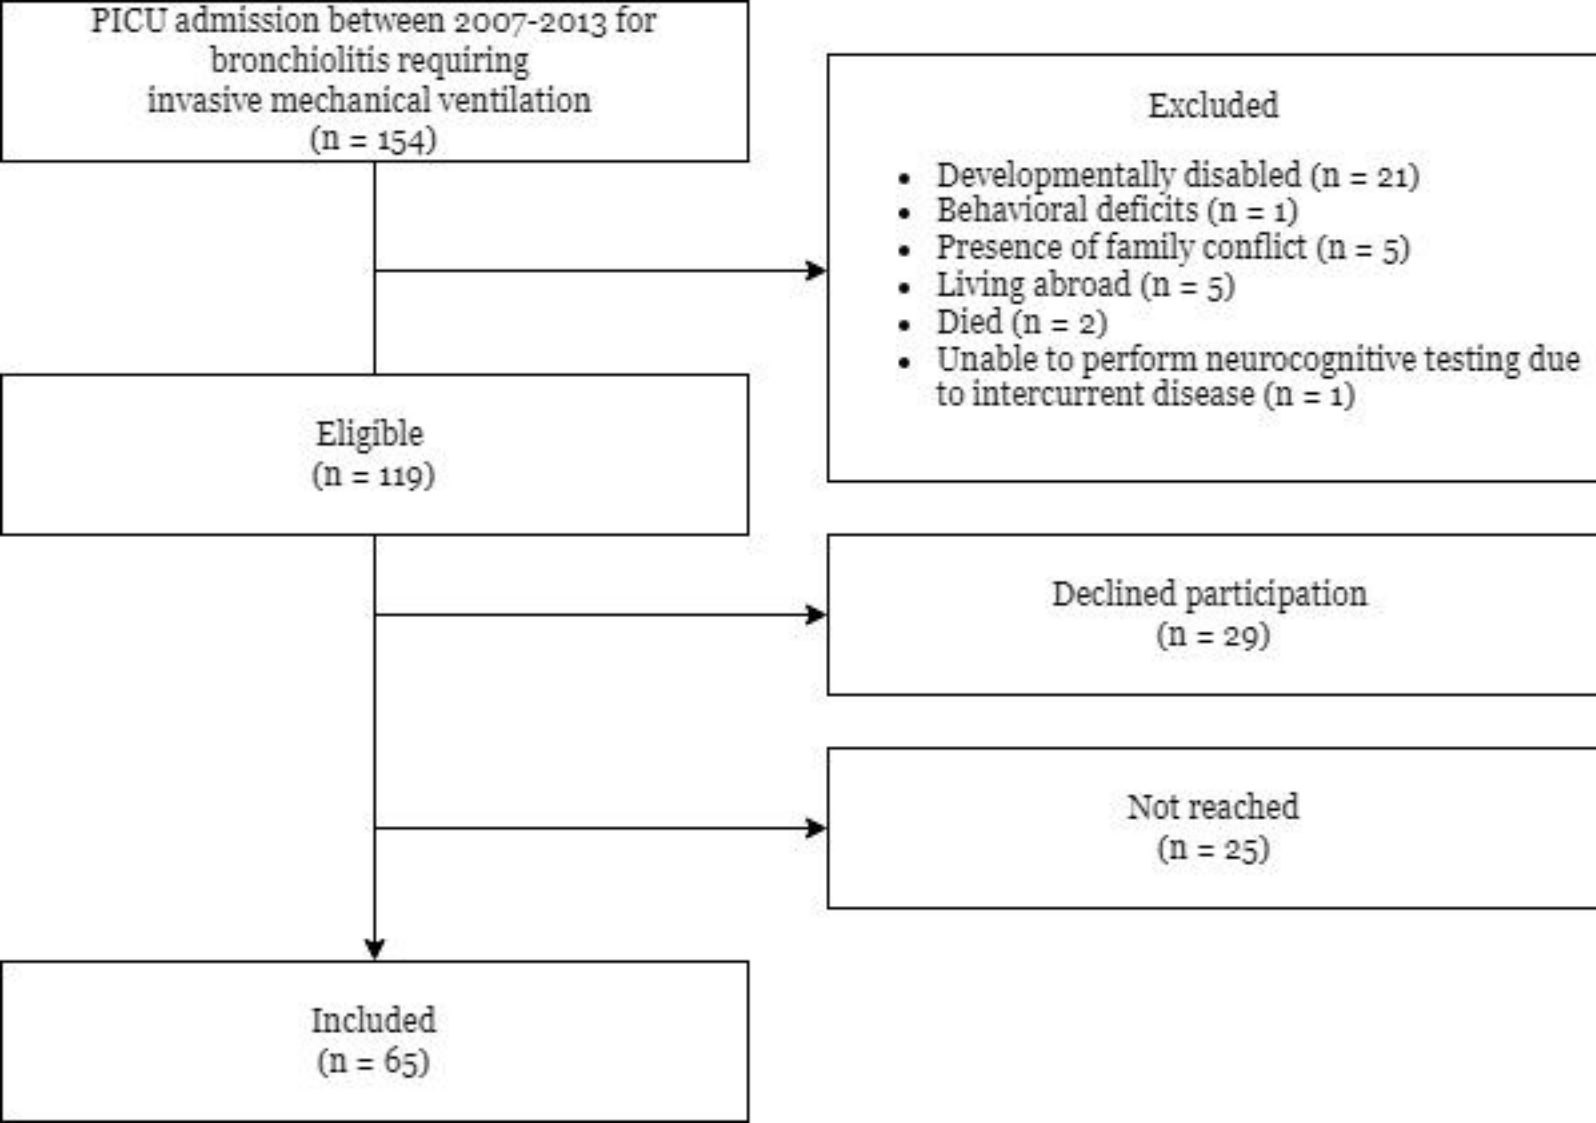 PICU admission between 2007-2013 for
bronchiolitis requiring
invasive mechanical ventilation
(n = 154)
Excluded
• Developmentally disabled (n = 21)
• Behavioral deficits (n = 1)
• Presence of family conflict (n = 5)
• Living abroad (n = 5)
• Died (n = 2)
• Unable to perform neurocognitive testing due
to intercurrent disease (n = 1)
Eligible
(n = 119)
Declined participation
(n = 29)
Not reached
(n = 25)
Included
(n = 65)